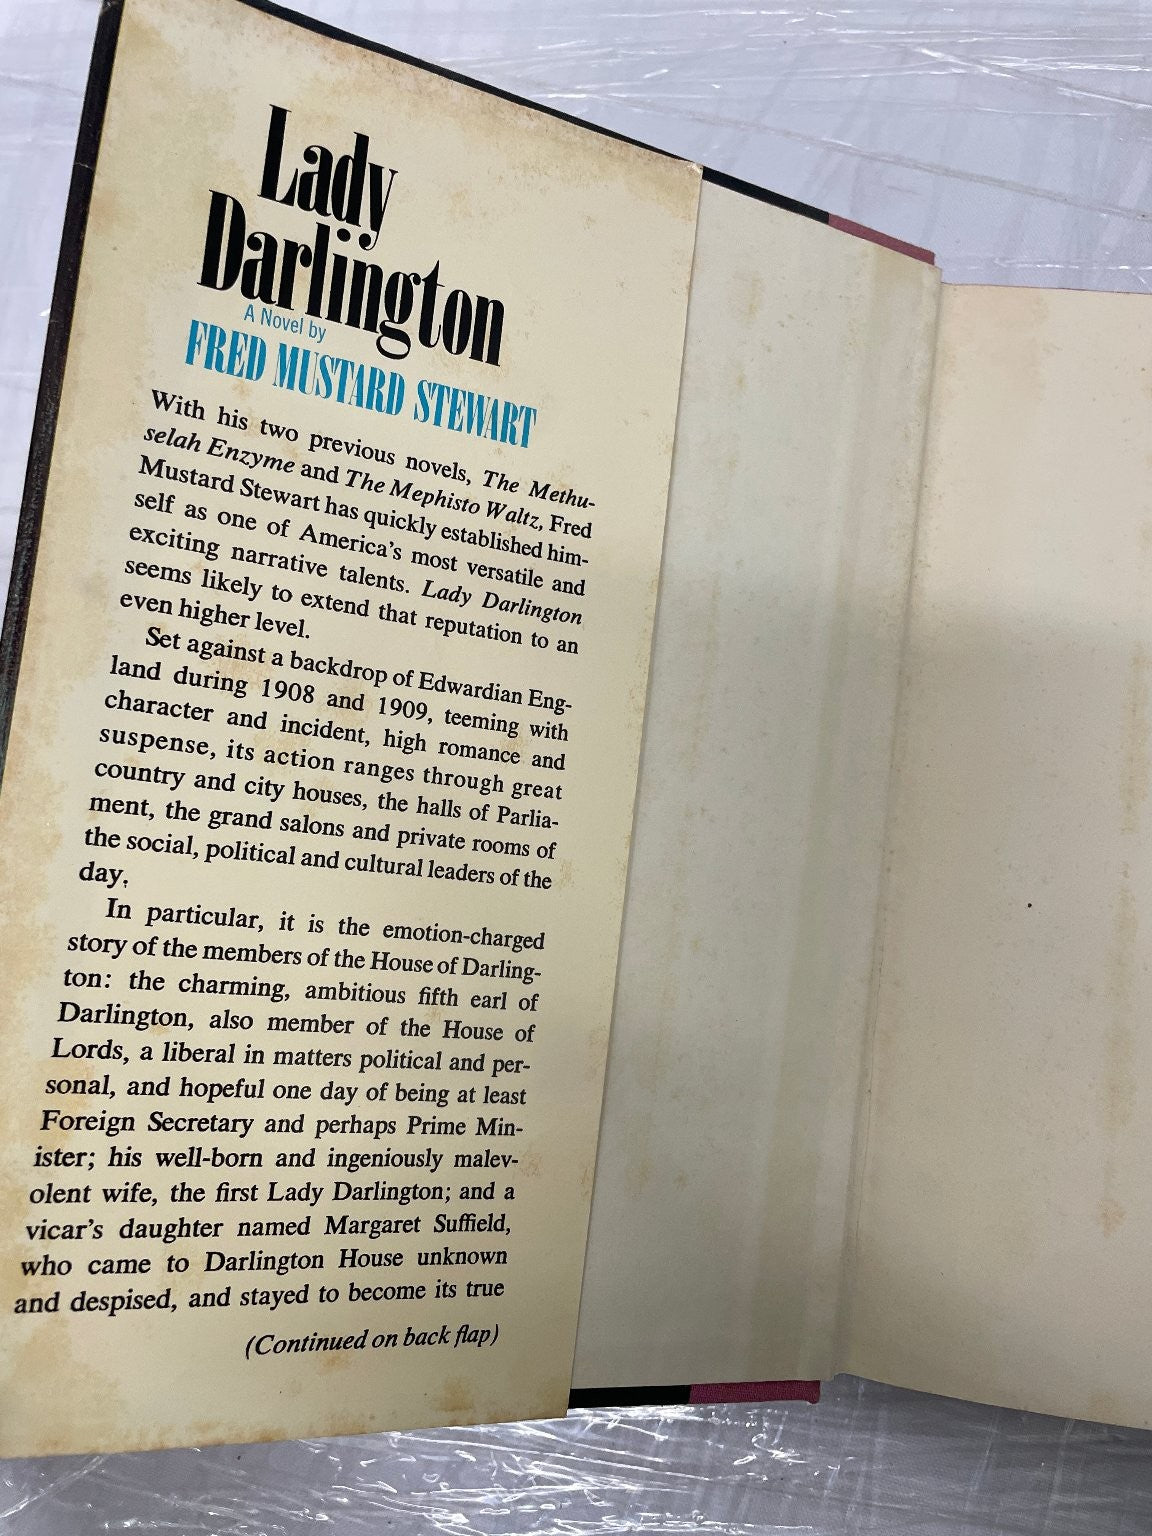 Lady
Darlington
A Novel by
FRED MUSTARD STEWART
With his two previous novels, The Methu-
selah Enzyme and The Mephisto Waltz, Fred
Mustard Stewart has quickly established him-
self as one of America's most versatile and
exciting narrative talents. Lady Darlington
seems likely to extend that reputation to an
even higher level.
Set against a backdrop of Edwardian Eng-
land during 1908 and 1909, teeming with
character and incident, high romance and
suspense, its action ranges through great
country and city houses, the halls of Parlia-
ment, the grand salons and private rooms of
the social, political and cultural leaders of the
day.
In particular, it is the emotion-charged
story of the members of the House of Darling-
ton: the charming, ambitious fifth earl of
Darlington, also member of the House of
Lords, a liberal in matters political and per-
sonal, and hopeful one day of being at least
Foreign Secretary and perhaps Prime Min-
ister; his well-born and ingeniously malev-
olent wife, the first Lady Darlington; and a
vicar's daughter named Margaret Suffield,
who came to Darlington House unknown
and despised, and stayed to become its true
(Continued on back flap)